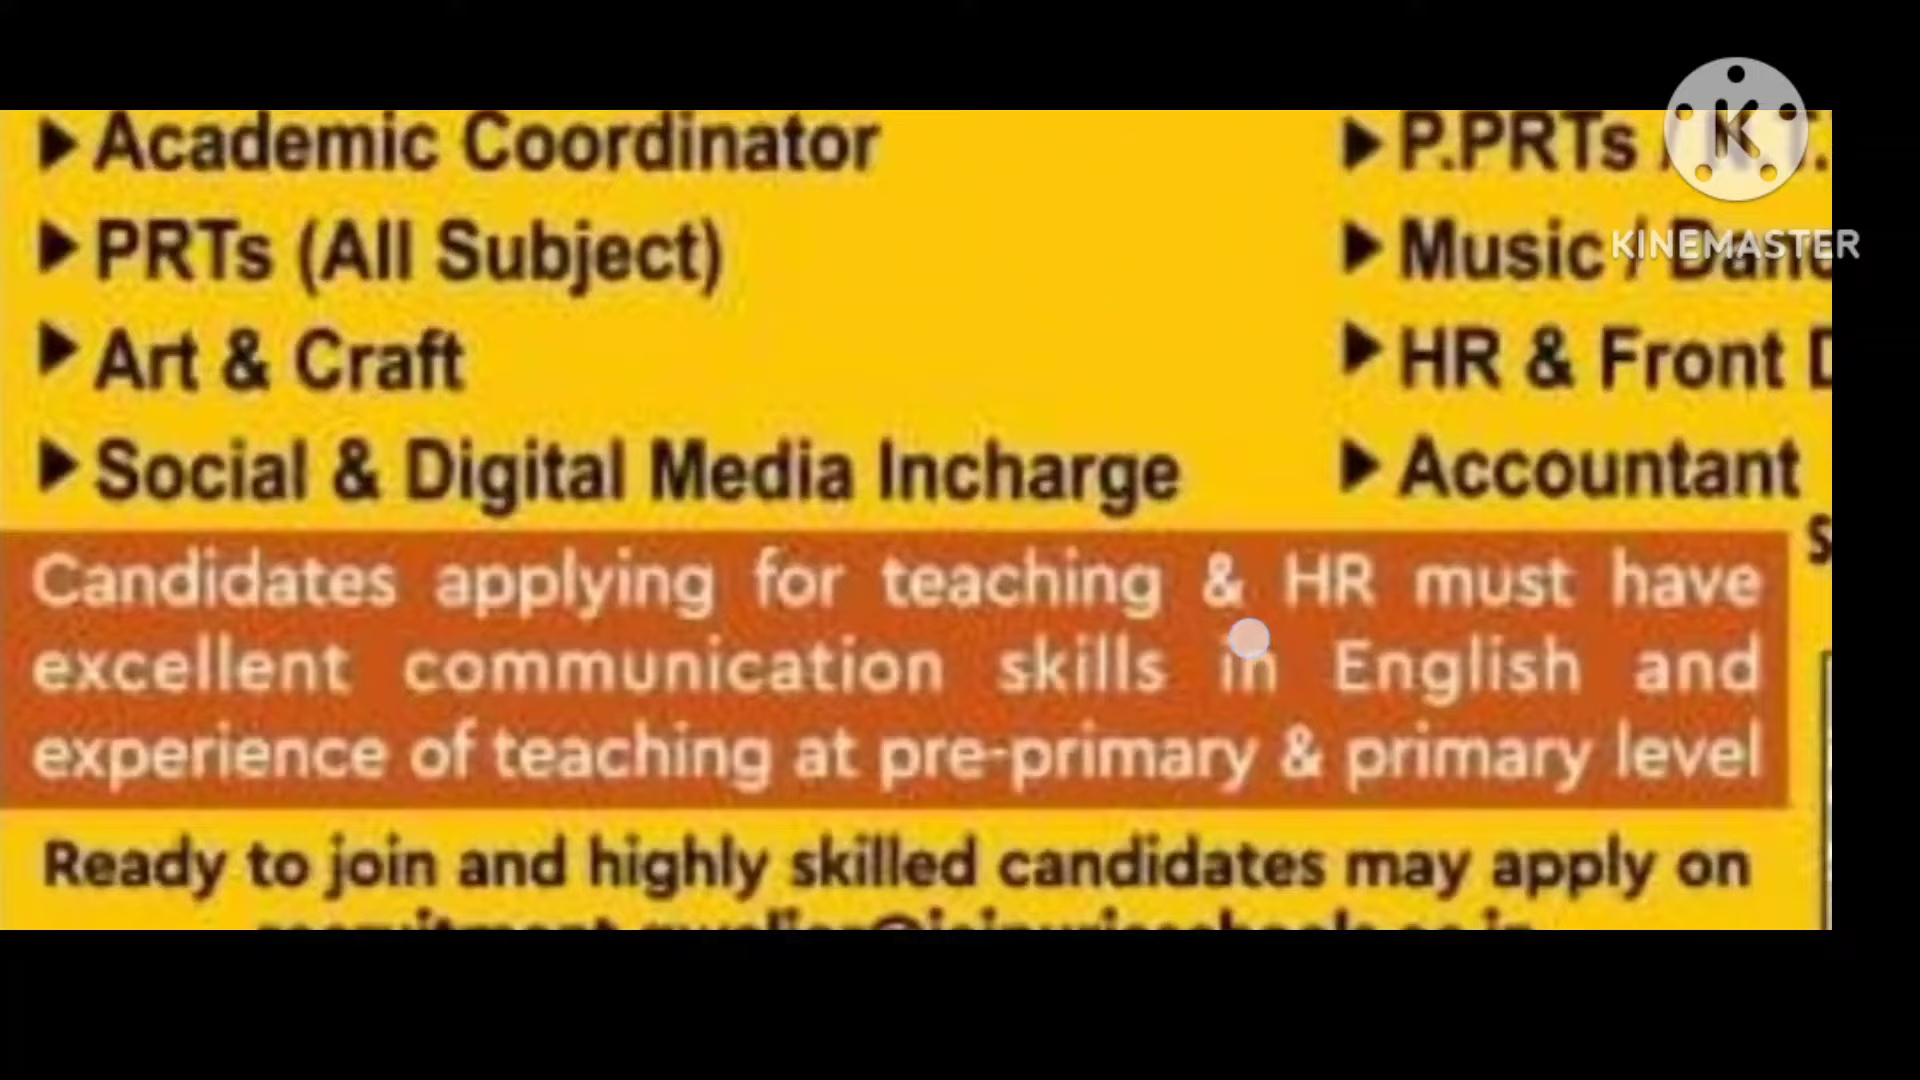 Academic Coordinator
PRTs (All Subject)
Art & Craft
Social & Digital Media Incharge
P.PRTs /
Music /
HR & Front
Accountant
KINEMASTER
Candidates applying for teaching & HR must have
excellent communication skills in English and
experience of teaching at pre-primary & primary level
Ready to join and highly skilled candidates may apply on